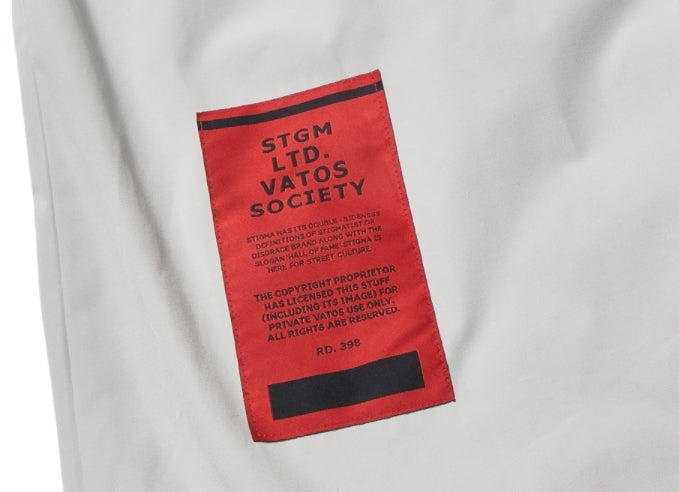 STGM
LTD.
VATOS
SOCIETY
STIGMA HAS ITS DOUBLE - SIDENESS
DEFINITIONS OF STIGMATIST OR
DISGRACE BRAND ALONG WITH THE
SLOGAN 'HALL OF FAME' STIGMA IS
HERE FOR STREET CULTURE.
THE COPYRIGHT PROPRIETOR
HAS LICENSED THIS STUFF
(INCLUDING ITS IMAGE) FOR
PRIVATE VATOS USE ONLY.
ALL RIGHTS ARE RESERVED.
RD. 398